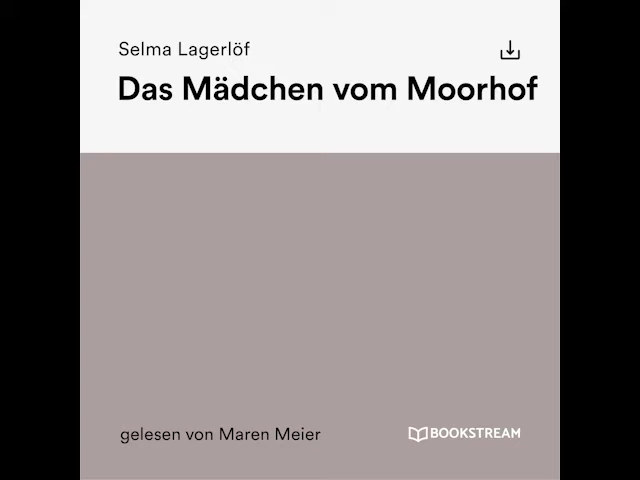 Selma Lagerlöf
Das Mädchen vom Moorhof
gelesen von Maren Meier
BOOKSTREAM